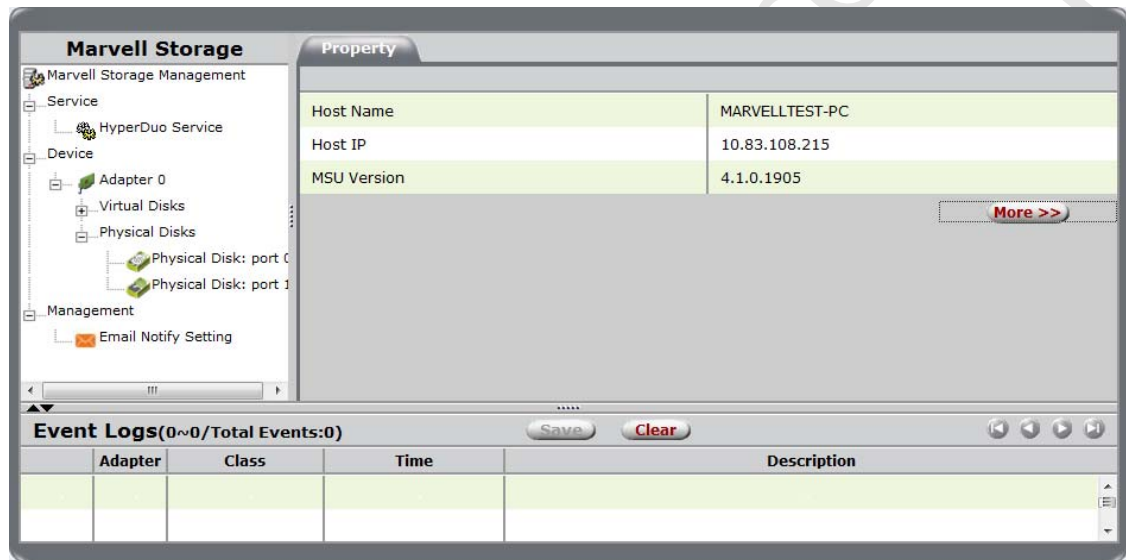 Marvell Storage
Marvell Storage Management
Service
HyperDuo Service
Device
Adapter 0
Virtual Disks
Physical Disks
Physical Disk: port 0
Physical Disk: port 1
Management
Email Notify Setting
Property
Host Name MARVELLTEST-PC
Host IP 10.83.108.215
MSU Version 4.1.0.1905
More >>
Event Logs(0~0/Total Events:0) Save Clear
Adapter Class Time Description